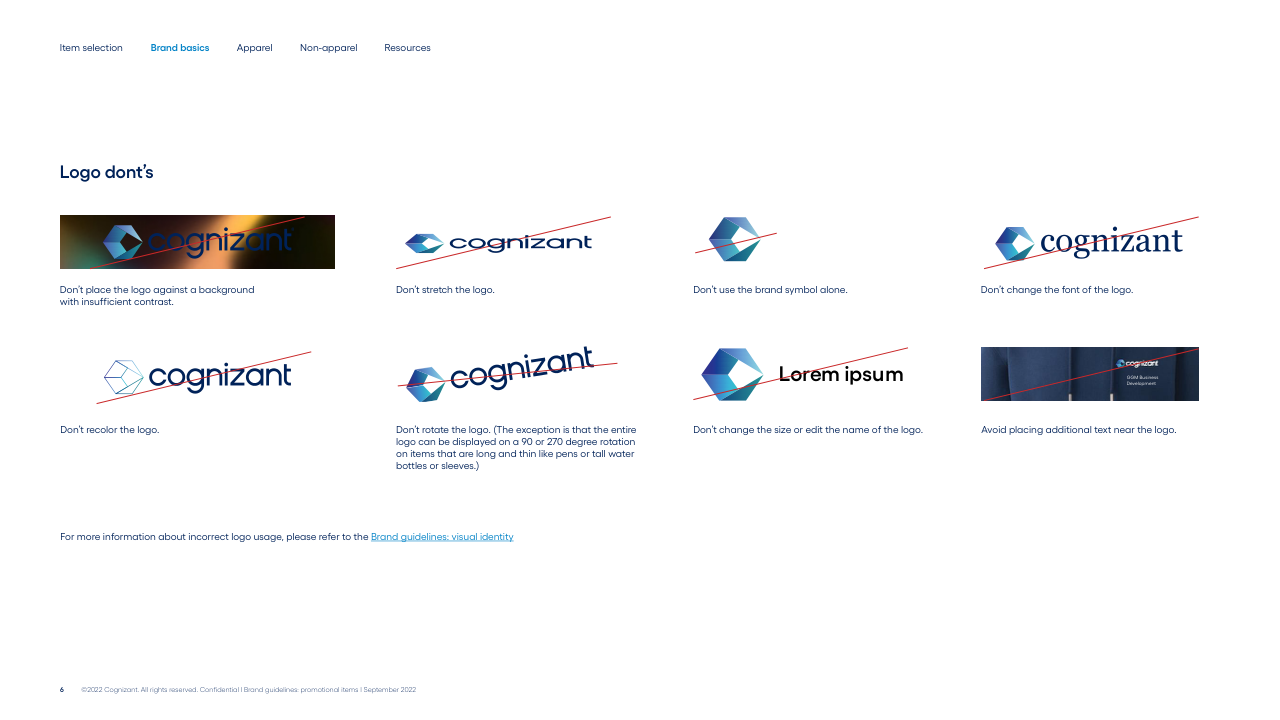 Item selection Brand basics Apparel Non-apparel Resources
Logo dont's
cognizant
cognizant
cognizant
Don't place the logo against a background
with insufficient contrast.
Don't stretch the logo.
Don't use the brand symbol alone.
Don't change the font of the logo.
cognizant
cognizant
Lorem ipsum
cognizant
GGM Business
Development
Don't recolor the logo.
Don't rotate the logo. (The exception is that the entire
logo can be displayed on a 90 or 270 degree rotation
on items that are long and thin like pens or tall water
bottles or sleeves.)
Don't change the size or edit the name of the logo.
Avoid placing additional text near the logo.
For more information about incorrect logo usage, please refer to the Brand guidelines: visual identity
6 ©2022 Cognizant. All rights reserved. Confidential | Brand guidelines: promotional items | September 2022